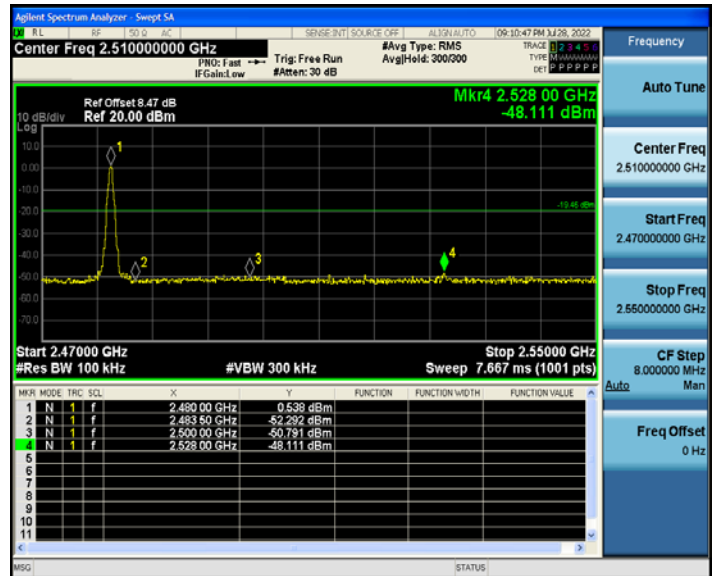 Agilent Spectrum Analyzer - Swept SA
RL RF 50 Ω AC SENSE:INT SOURCE OFF ALIGN AUTO 09:10:47 PM Jul 28, 2022
Center Freq 2.510000000 GHz #Avg Type: RMS TRACE 1 2 3 4 5 6
PNO: Fast Trig: Free Run Avg|Hold: 300/300 TYPE M
IFGain:Low #Atten: 30 dB DET P P P P P P
Frequency
Auto Tune
Mkr4 2.528 00 GHz
-48.111 dBm
Ref Offset 8.47 dB
10 dB/div Ref 20.00 dBm
Log
10.0
0.00
-10.0
-20.0
-30.0
-40.0
-50.0
-60.0
-70.0
1
2
3
4
-19.46 dBm
Center Freq
2.510000000 GHz
Start Freq
2.470000000 GHz
Stop Freq
2.550000000 GHz
CF Step
8.000000 MHz
Auto Man
Freq Offset
0 Hz
Start 2.47000 GHz Stop 2.55000 GHz
#Res BW 100 kHz #VBW 300 kHz Sweep 7.667 ms (1001 pts)
MKR MODE TRC SCL X Y FUNCTION FUNCTION WIDTH FUNCTION VALUE
1 N 1 f 2.480 00 GHz 0.538 dBm
2 N 1 f 2.483 50 GHz -52.292 dBm
3 N 1 f 2.500 00 GHz -50.791 dBm
4 N 1 f 2.528 00 GHz -48.111 dBm
5
6
7
8
9
10
11
MSG STATUS